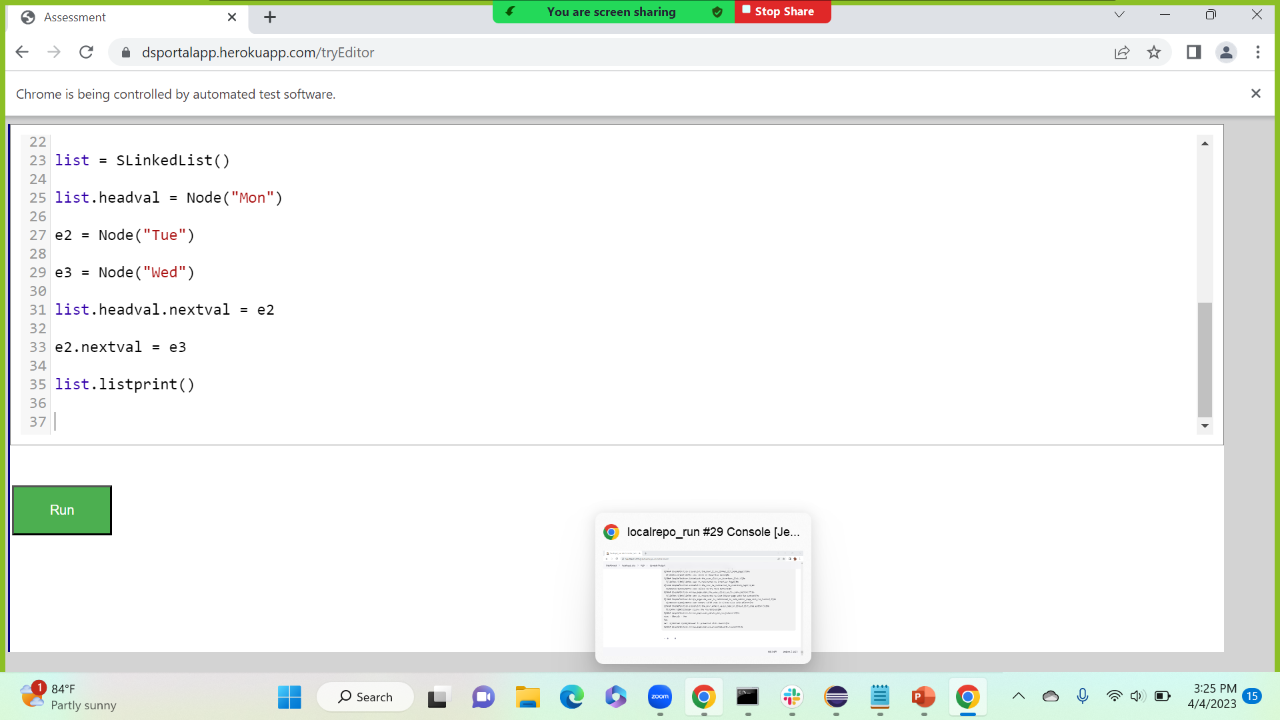 Assessment
You are screen sharing
Stop Share
dsportalapp.herokuapp.com/tryEditor
Chrome is being controlled by automated test software.
22
23 list = SLinkedList()
24
25 list.headval = Node("Mon")
26
27 e2 = Node("Tue")
28
29 e3 = Node("Wed")
30
31 list.headval.nextval = e2
32
33 e2.nextval = e3
34
35 list.listprint()
36
37
Run
localrepo_run #29 Console [Je...
1
84°F
Partly sunny
Search
zoom
3:25 PM
4/4/2023
15